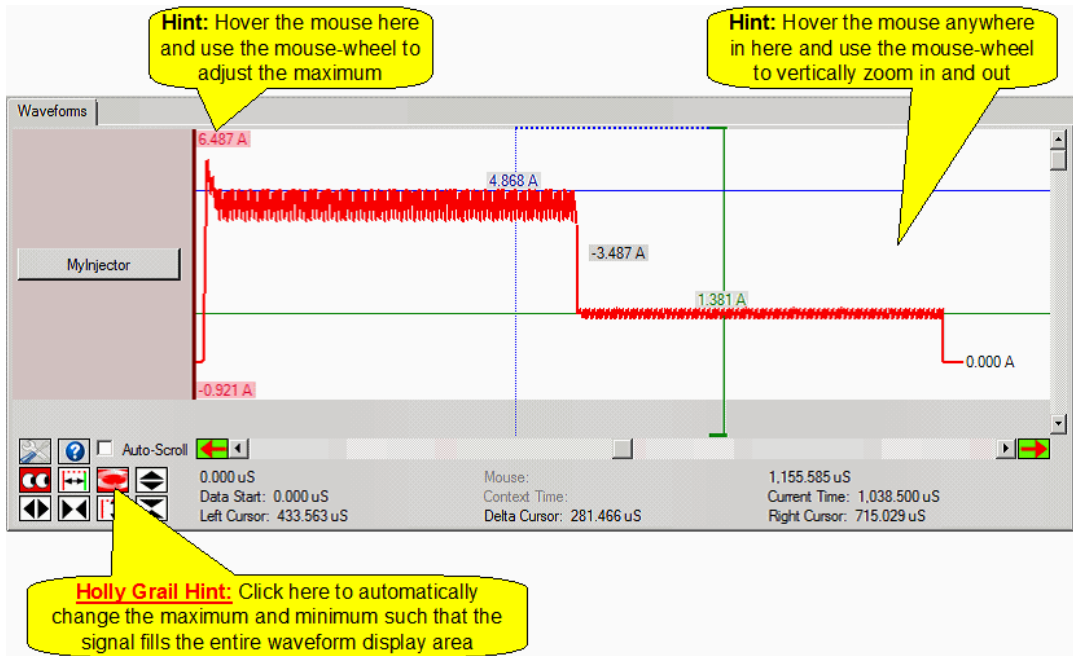 Hint: Hover the mouse here
and use the mouse-wheel to
adjust the maximum
Hint: Hover the mouse anywhere
in here and use the mouse-wheel
to vertically zoom in and out
Waveforms
6.487 A
4.868 A
-3.487 A
MyInjector
1.381 A
0.000 A
-0.921 A
Auto-Scroll
0.000 uS
Mouse:
1,155.585 uS
Data Start: 0.000 uS
Context Time:
Current Time: 1,038.500 uS
Left Cursor: 433.563 uS
Delta Cursor: 281.466 uS
Right Cursor: 715.029 uS
Holly Grail Hint: Click here to automatically
change the maximum and minimum such that the
signal fills the entire waveform display area